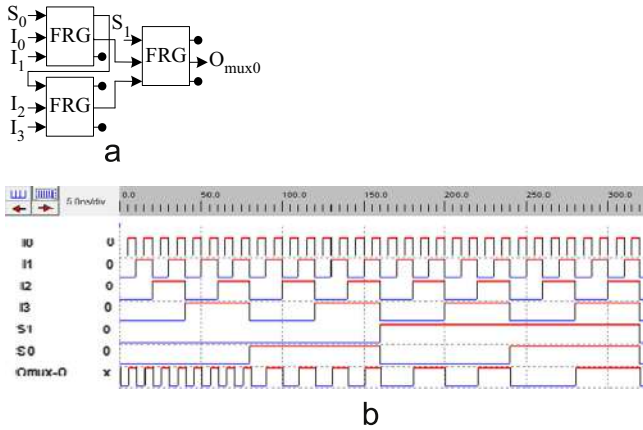 S0
I0
I1
FRG
S1
FRG
Omux0
I2
I3
FRG
a
5.0ns/div
0.0 50.0 100.0 150.0 200.0 250.0 300.0
I0 0
I1 0
I2 0
I3 0
S1 0
S0 0
Omux-0 x
b